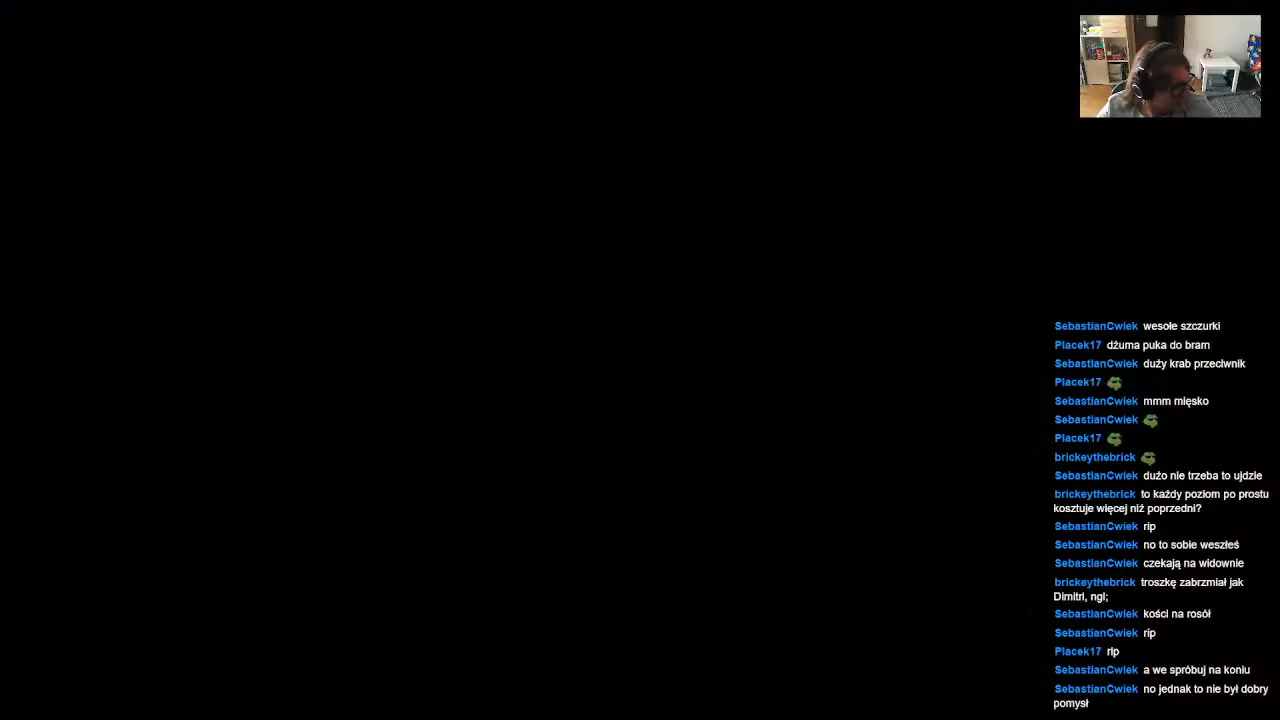 SebastianCwiek wesołe szczurki
Placek17 dżuma puka do bram
SebastianCwiek duży krab przeciwnik
Placek17
SebastianCwiek mmm mięsko
SebastianCwiek
Placek17
brickeythebrick
SebastianCwiek dużo nie trzeba to ujdzie
brickeythebrick to każdy poziom po prostu
kosztuje więcej niż poprzedni?
SebastianCwiek rip
SebastianCwiek no to sobie weszłeś
SebastianCwiek czekają na widownie
brickeythebrick troszkę zabrzmiał jak
Dimitri, ngl;
SebastianCwiek kości na rosół
SebastianCwiek rip
Placek17 rip
SebastianCwiek a we spróbuj na koniu
SebastianCwiek no jednak to nie był dobry
pomysł